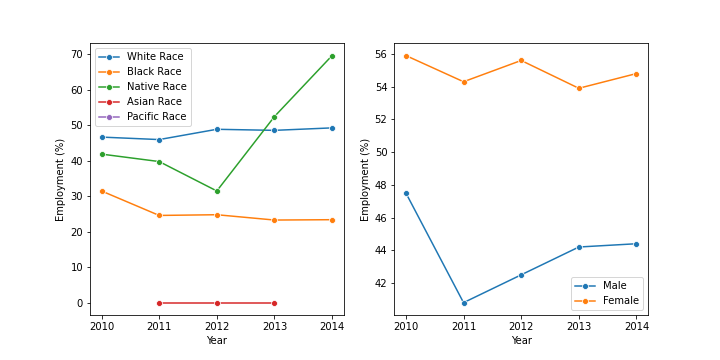 White Race
Black Race
Native Race
Asian Race
Pacific Race
70
60
50
40
30
20
10
0
Employment (%)
2010 2011 2012 2013 2014
Year
56
54
52
50
48
46
44
42
Employment (%)
Male
Female
2010 2011 2012 2013 2014
Year